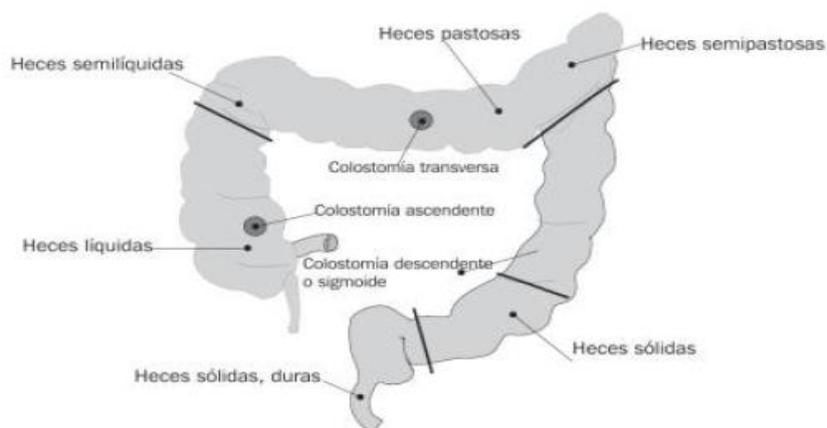 Heces pastosas
Heces semipastosas
Heces semilíquidas
Colostomía transversa
Colostomía ascendente
Heces líquidas
Colostomía descendente
o sigmoide
Heces sólidas
Heces sólidas, duras